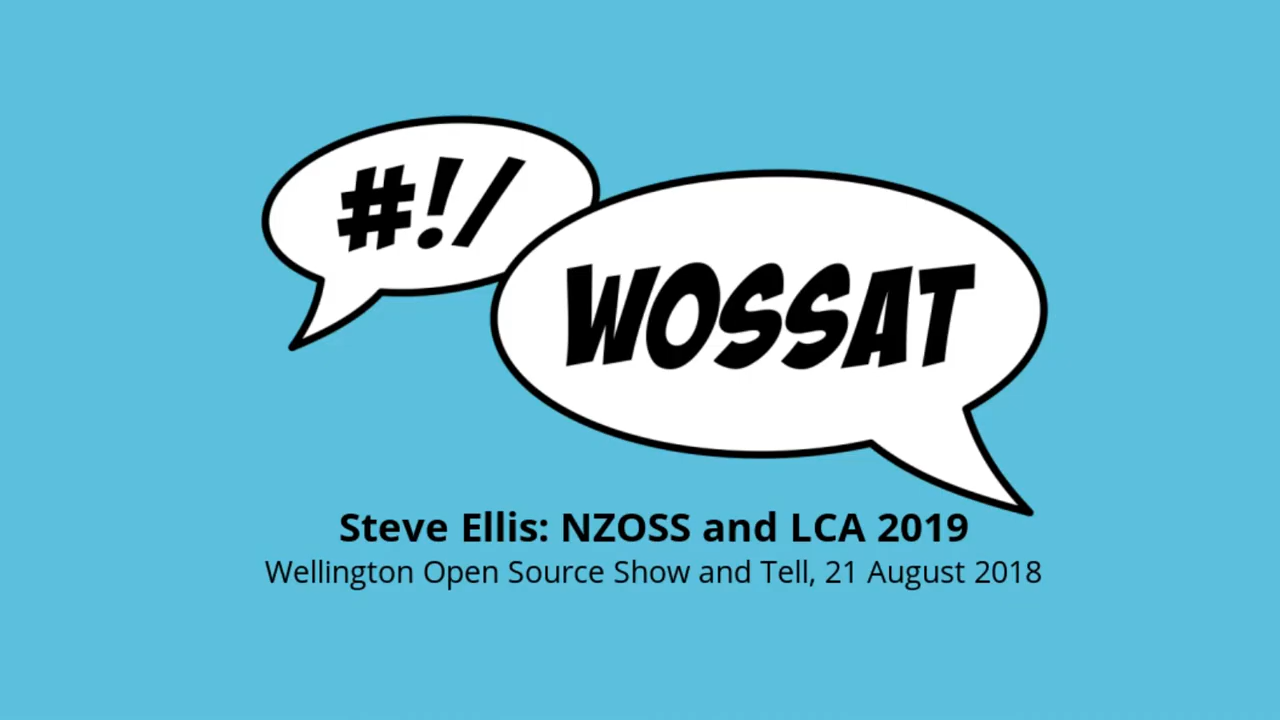 #!/
WOSSAT
Steve Ellis: NZOSS and LCA 2019
Wellington Open Source Show and Tell, 21 August 2018